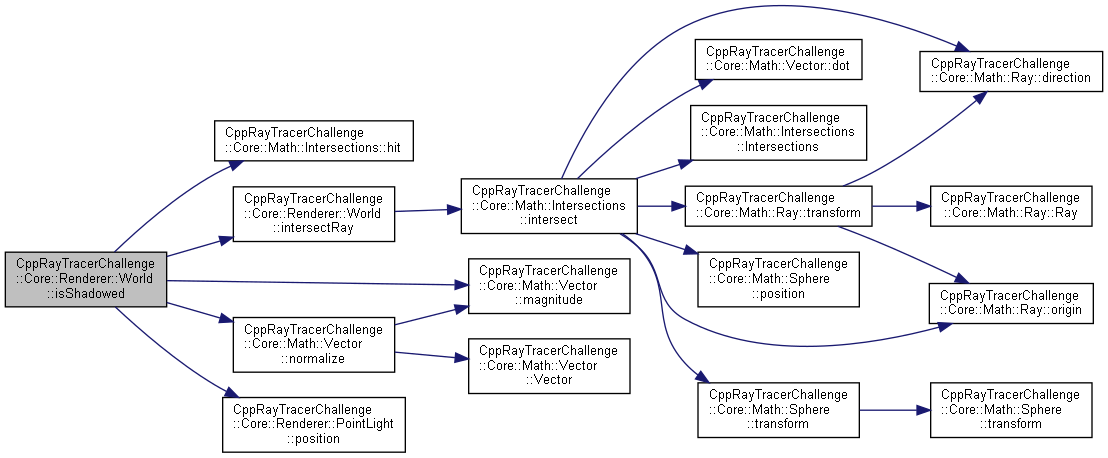 CppRayTracerChallenge
::Core::Renderer::World
::isShadowed
CppRayTracerChallenge
::Core::Math::Intersections::hit
CppRayTracerChallenge
::Core::Renderer::World
::intersectRay
CppRayTracerChallenge
::Core::Math::Intersections
::intersect
CppRayTracerChallenge
::Core::Math::Vector::dot
CppRayTracerChallenge
::Core::Math::Ray::direction
CppRayTracerChallenge
::Core::Math::Intersections
::Intersections
CppRayTracerChallenge
::Core::Math::Ray::transform
CppRayTracerChallenge
::Core::Math::Ray::Ray
CppRayTracerChallenge
::Core::Math::Ray::origin
CppRayTracerChallenge
::Core::Math::Sphere
::position
CppRayTracerChallenge
::Core::Math::Sphere
::transform
CppRayTracerChallenge
::Core::Math::Sphere
::transform
CppRayTracerChallenge
::Core::Math::Vector
::magnitude
CppRayTracerChallenge
::Core::Math::Vector
::normalize
CppRayTracerChallenge
::Core::Math::Vector
::Vector
CppRayTracerChallenge
::Core::Renderer::PointLight
::position